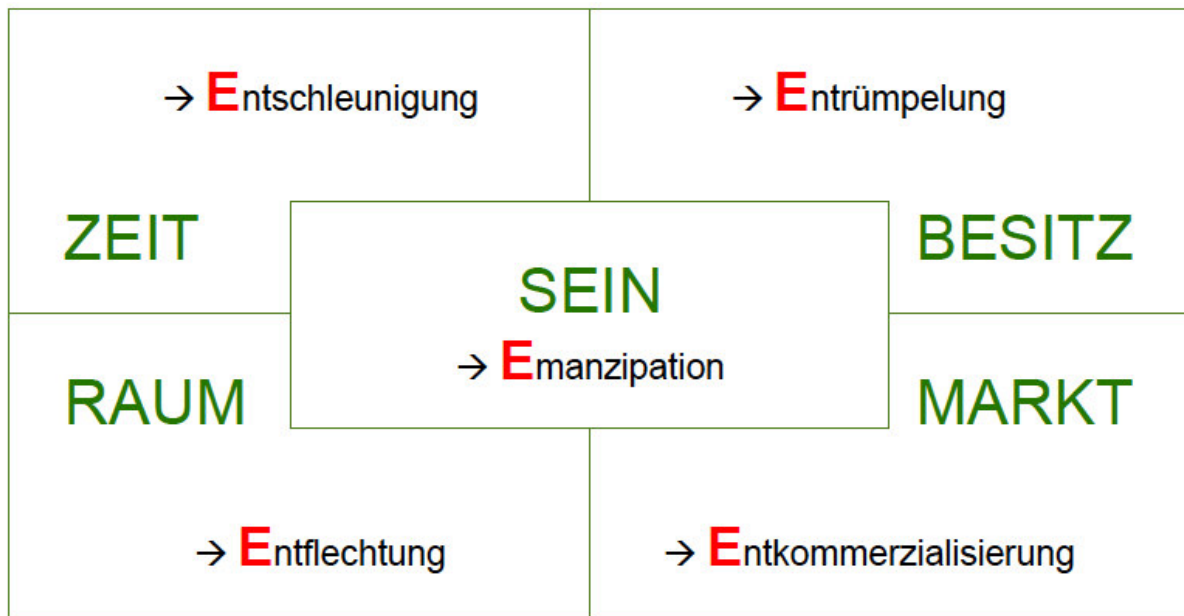 → Entschleunigung
→ Entrümpelung
ZEIT
BESITZ
SEIN
→ Emanzipation
RAUM
MARKT
→ Entflechtung
→ Entkommerzialisierung